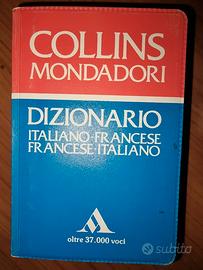 COLLINS
MONDADORI
DIZIONARIO
ITALIANO·FRANCESE
FRANCESE·ITALIANO
oltre 37.000 voci
subito